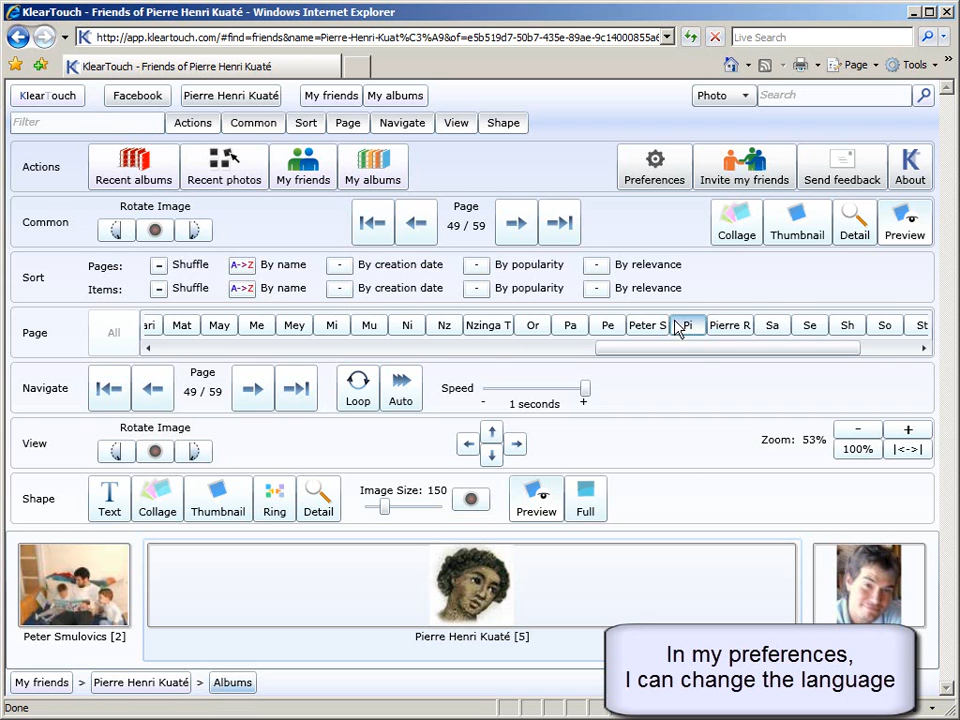 KlearTouch - Friends of Pierre Henri Kuaté - Windows Internet Explorer
http://app.kleartouch.com/#find=friends&name=Pierre-Henri-Kuat%C3%A9&of=e5b519d7-50b7-435e-89ae-9c14000855a6
Live Search
KlearTouch - Friends of Pierre Henri Kuaté
Page
Tools
KlearTouch
Facebook
Pierre Henri Kuaté
My friends
My albums
Photo
Search
Filter
Actions
Common
Sort
Page
Navigate
View
Shape
Actions
Recent albums
Recent photos
My friends
My albums
Preferences
Invite my friends
Send feedback
About
Common
Rotate Image
Page
49 / 59
Collage
Thumbnail
Detail
Preview
Sort
Pages:
- Shuffle
A->Z By name
- By creation date
- By popularity
- By relevance
Items:
- Shuffle
A->Z By name
- By creation date
- By popularity
- By relevance
Page
All
ari
Mat
May
Me
Mey
Mi
Mu
Ni
Nz
Nzinga T
Or
Pa
Pe
Peter S
Pi
Pierre R
Sa
Se
Sh
So
St
Navigate
Page
49 / 59
Loop
Auto
Speed
- 1 seconds +
View
Rotate Image
Zoom: 53%
-
+
100%
|<->|
Shape
T
Text
Collage
Thumbnail
Ring
Detail
Image Size: 150
Preview
Full
Peter Smulovics [2]
Pierre Henri Kuaté [5]
In my preferences,
I can change the language
My friends > Pierre Henri Kuaté > Albums
Done